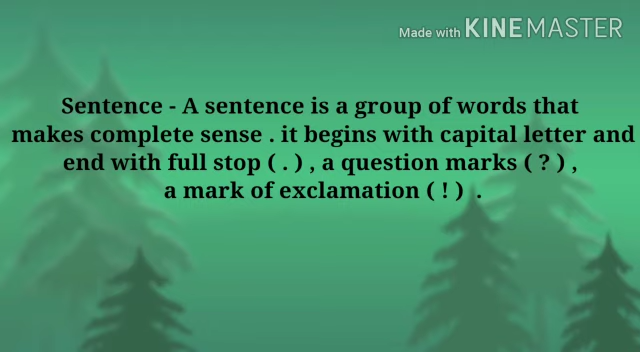 Made with KINEMASTER
Sentence - A sentence is a group of words that
makes complete sense . it begins with capital letter and
end with full stop ( . ) , a question marks ( ? ) ,
a mark of exclamation ( ! ) .